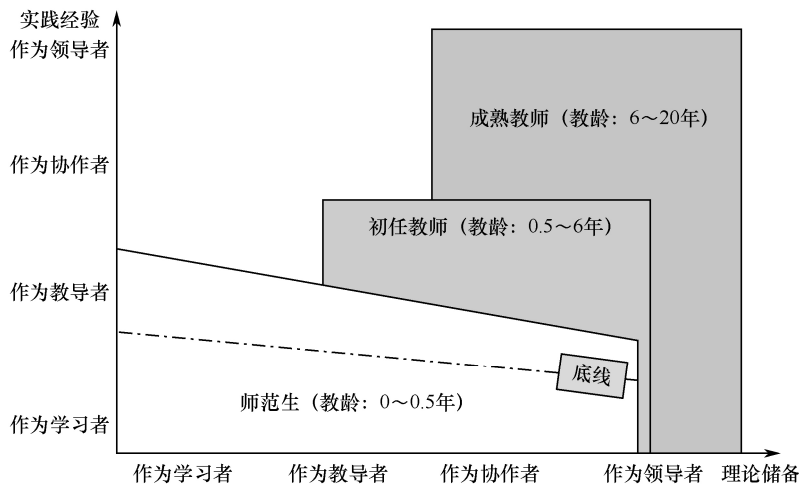 实践经验
作为领导者
成熟教师（教龄：6～20年）
作为协作者
初任教师（教龄：0.5～6年）
作为教导者
底线
师范生（教龄：0～0.5年）
作为学习者
作为学习者 作为教导者 作为协作者 作为领导者 理论储备